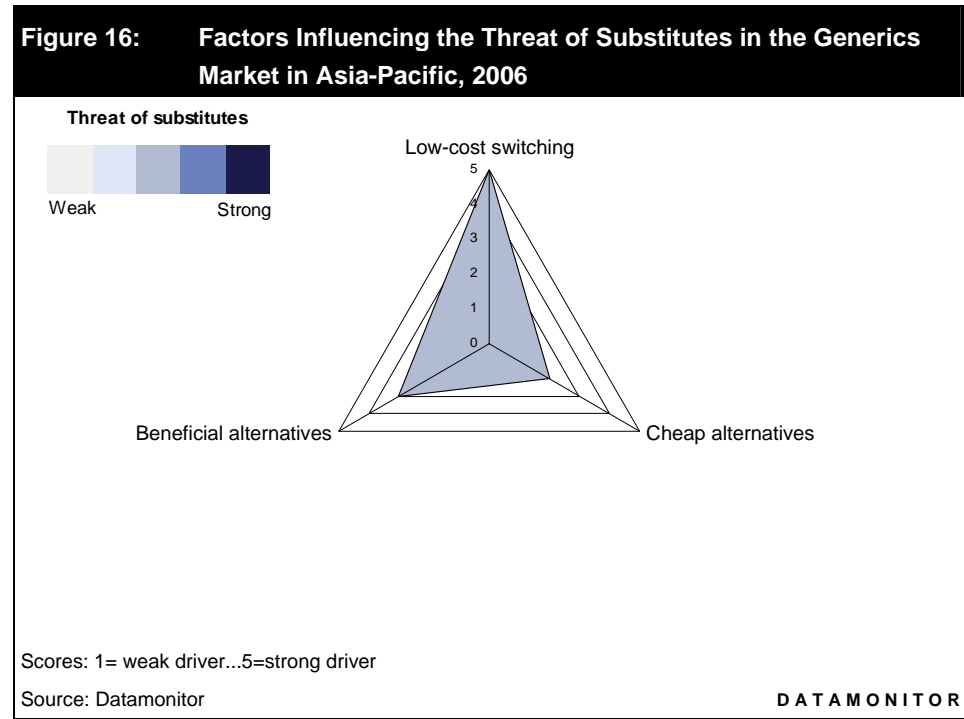 Figure 16: Factors Influencing the Threat of Substitutes in the Generics
Market in Asia-Pacific, 2006
Threat of substitutes
Weak Strong
Low-cost switching
5
4
3
2
1
0
Beneficial alternatives Cheap alternatives
Scores: 1= weak driver...5=strong driver
Source: Datamonitor DATAMONITOR